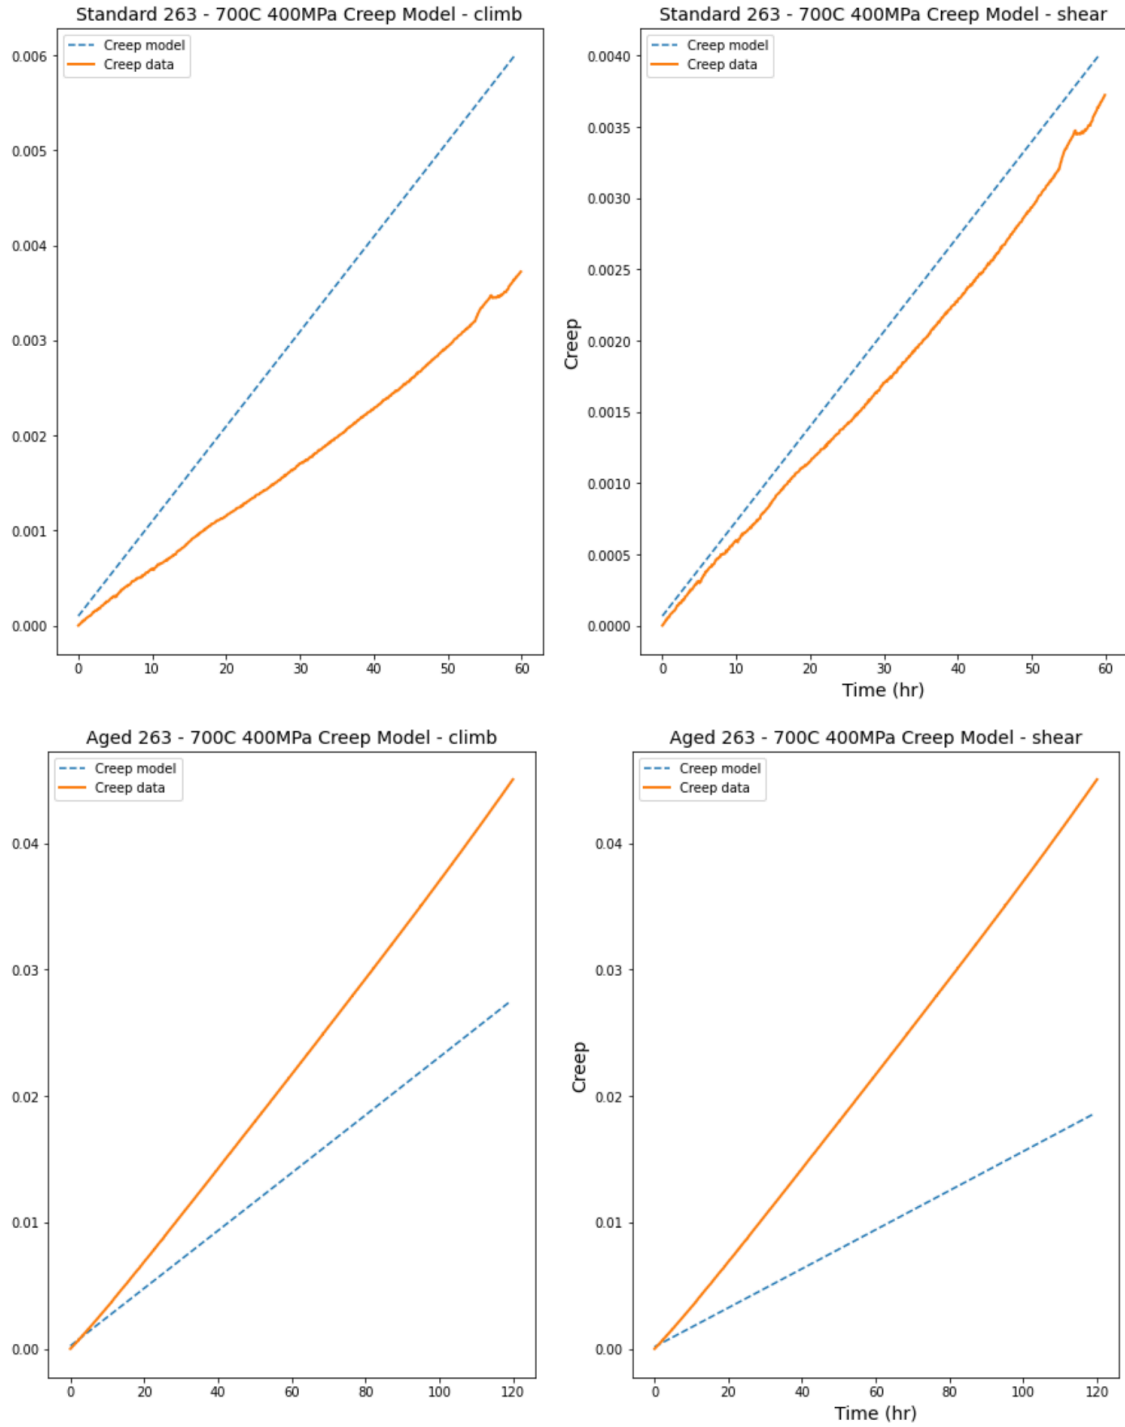 Standard 263 - 700C 400MPa Creep Model - climb
Creep model
Creep data
0.006
0.005
0.004
0.003
0.002
0.001
0.000
0 10 20 30 40 50 60
Standard 263 - 700C 400MPa Creep Model - shear
Creep model
Creep data
0.0040
0.0035
0.0030
0.0025
0.0020
0.0015
0.0010
0.0005
0.0000
Creep
0 10 20 30 40 50 60
Time (hr)
Aged 263 - 700C 400MPa Creep Model - climb
Creep model
Creep data
0.04
0.03
0.02
0.01
0.00
0 20 40 60 80 100 120
Aged 263 - 700C 400MPa Creep Model - shear
Creep model
Creep data
0.04
0.03
0.02
0.01
0.00
Creep
0 20 40 60 80 100 120
Time (hr)